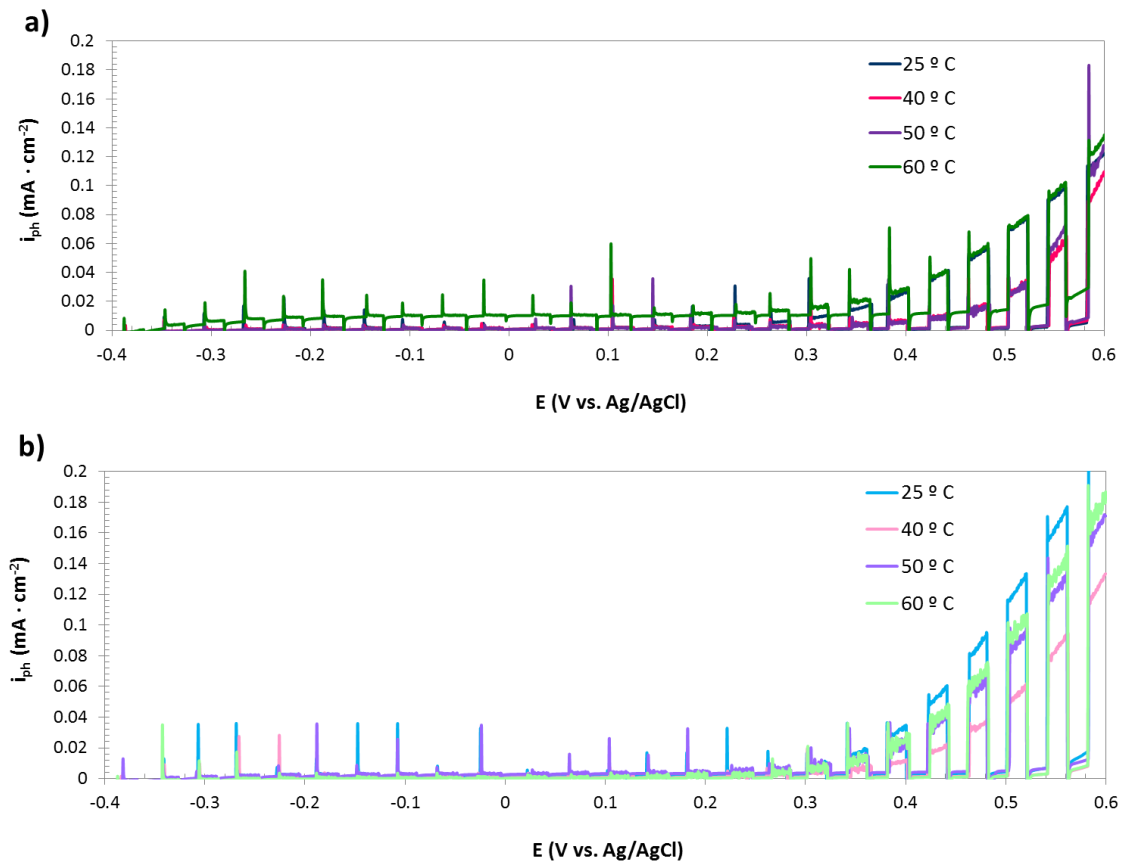 a)
0.2
0.18
0.16
0.14
0.12
0.1
0.08
0.06
0.04
0.02
0
i_ph (mA · cm⁻²)
25 º C
40 º C
50 º C
60 º C
-0.4 -0.3 -0.2 -0.1 0 0.1 0.2 0.3 0.4 0.5 0.6
E (V vs. Ag/AgCl)
b)
0.2
0.18
0.16
0.14
0.12
0.1
0.08
0.06
0.04
0.02
0
i_ph (mA · cm⁻²)
25 º C
40 º C
50 º C
60 º C
-0.4 -0.3 -0.2 -0.1 0 0.1 0.2 0.3 0.4 0.5 0.6
E (V vs. Ag/AgCl)